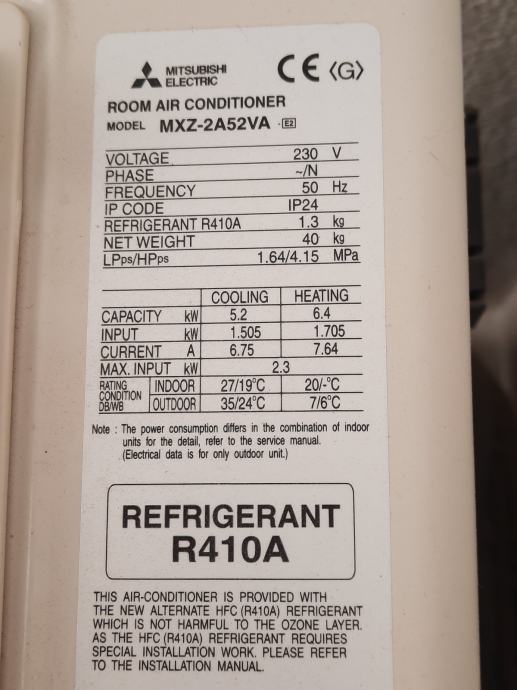 MITSUBISHI
ELECTRIC
CE ⟨G⟩
ROOM AIR CONDITIONER
MODEL MXZ-2A52VA - E2
VOLTAGE 230 V
PHASE ~/N
FREQUENCY 50 Hz
IP CODE IP24
REFRIGERANT R410A 1.3 kg
NET WEIGHT 40 kg
LPps/HPps 1.64/4.15 MPa
COOLING HEATING
CAPACITY kW 5.2 6.4
INPUT kW 1.505 1.705
CURRENT A 6.75 7.64
MAX. INPUT kW 2.3
RATING CONDITION DB/WB INDOOR 27/19°C 20/-°C
OUTDOOR 35/24°C 7/6°C
Note : The power consumption differs in the combination of indoor
units for the detail, refer to the service manual.
(Electrical data is for only outdoor unit.)
REFRIGERANT
R410A
THIS AIR-CONDITIONER IS PROVIDED WITH
THE NEW ALTERNATE HFC (R410A) REFRIGERANT
WHICH IS NOT HARMFUL TO THE OZONE LAYER.
AS THE HFC (R410A) REFRIGERANT REQUIRES
SPECIAL INSTALLATION WORK. PLEASE REFER
TO THE INSTALLATION MANUAL.